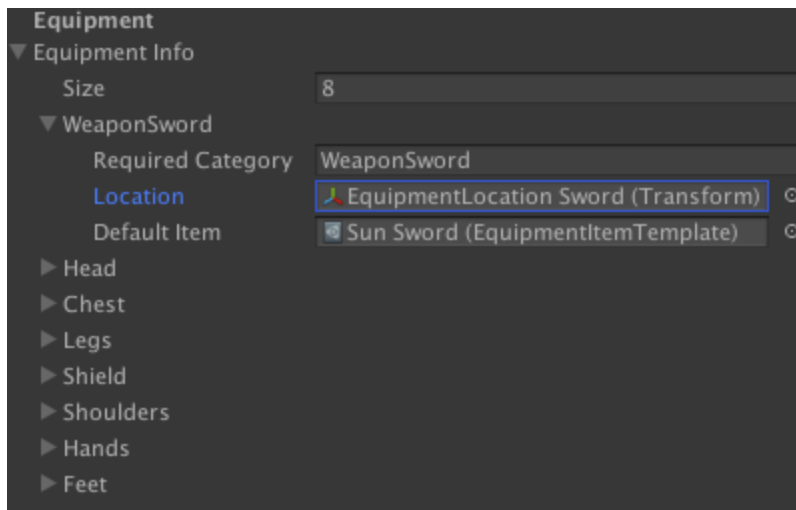 Equipment
Equipment Info
Size 8
WeaponSword
Required Category WeaponSword
Location EquipmentLocation Sword (Transform)
Default Item Sun Sword (EquipmentItemTemplate)
Head
Chest
Legs
Shield
Shoulders
Hands
Feet